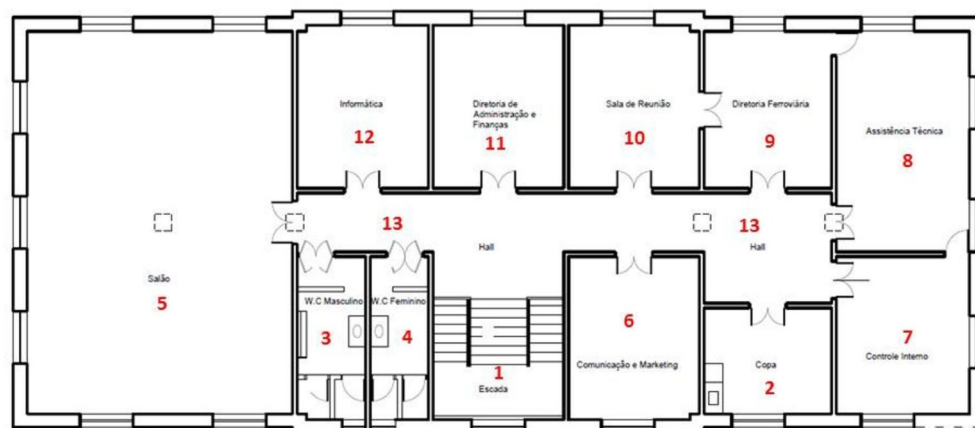 Informática
12
Diretoria de
Administração e
Finanças
11
Sala de Reunião
10
Diretoria Ferroviária
9
Assistência Técnica
8
13
Hall
13
Hall
Salão
5
W.C Masculino
3
W.C Feminino
4
1
Escada
6
Comunicação e Marketing
Copa
2
7
Controle Interno